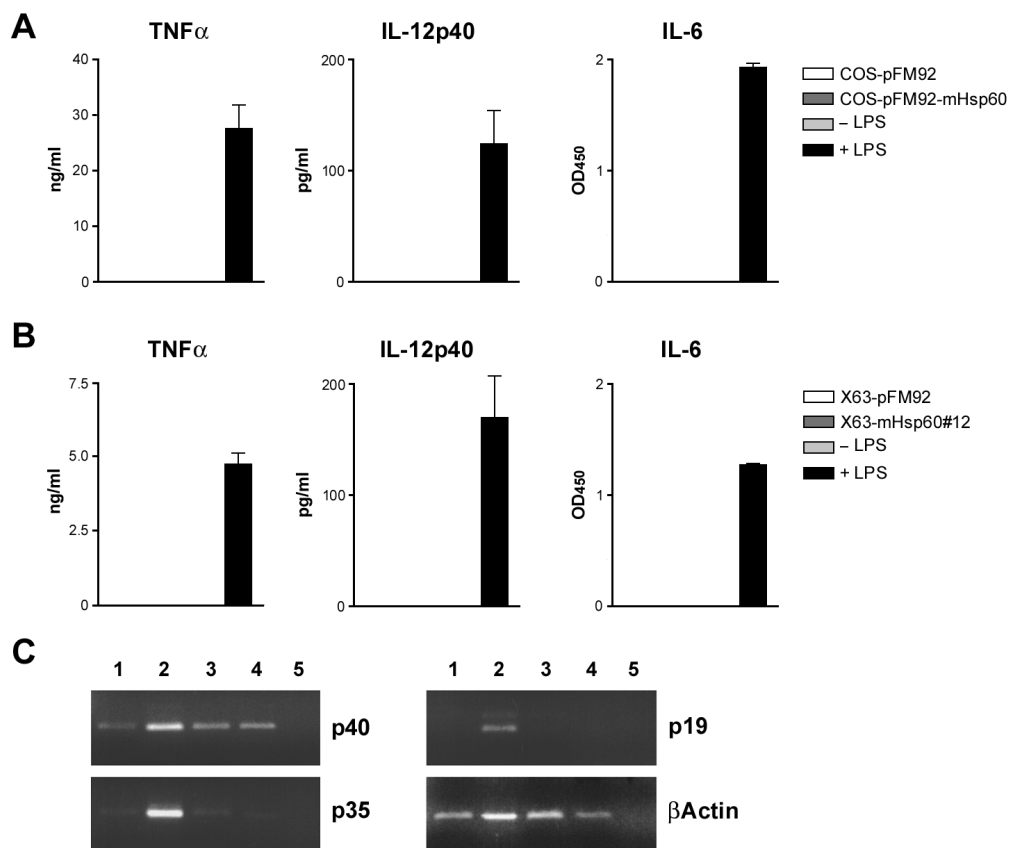 A
TNFα
IL-12p40
IL-6
40
30
20
10
0
ng/ml
200
100
0
pg/ml
2
1
0
OD450
COS-pFM92
COS-pFM92-mHsp60
– LPS
+ LPS
B
TNFα
IL-12p40
IL-6
7.5
5.0
2.5
0
ng/ml
200
100
0
pg/ml
2
1
0
OD450
X63-pFM92
X63-mHsp60#12
– LPS
+ LPS
C
1 2 3 4 5
p40
p35
1 2 3 4 5
p19
βActin